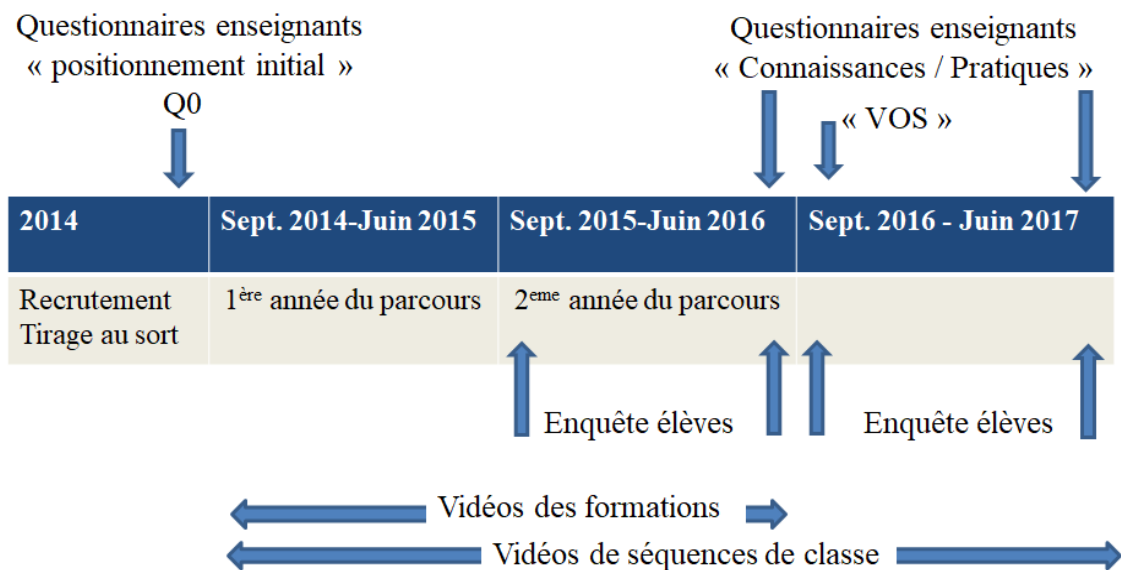 Questionnaires enseignants
« positionnement initial »
Q0
Questionnaires enseignants
« Connaissances / Pratiques »
« VOS »
2014
Sept. 2014-Juin 2015
Sept. 2015-Juin 2016
Sept. 2016 - Juin 2017
Recrutement
Tirage au sort
1ère année du parcours
2eme année du parcours
Enquête élèves
Enquête élèves
Vidéos des formations
Vidéos de séquences de classe